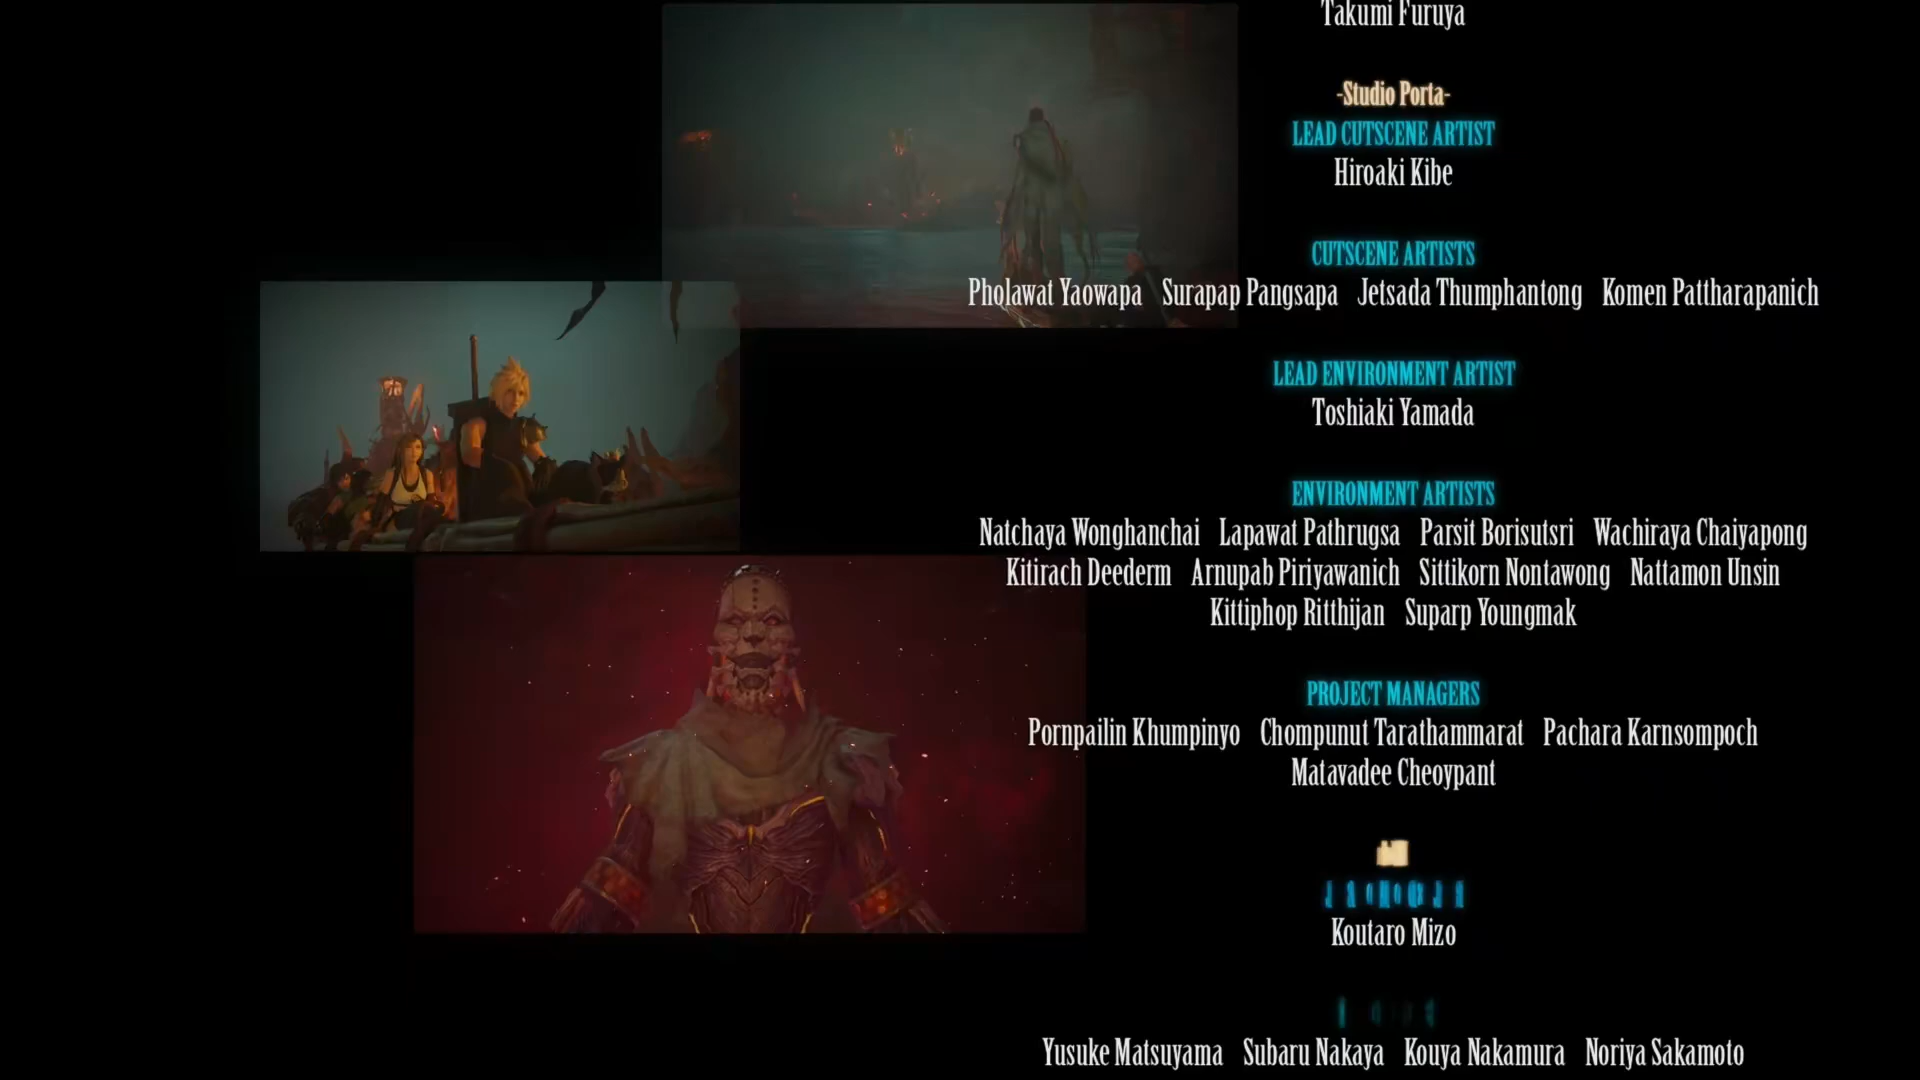 Takumi Furuya
-Studio Porta-
LEAD CUTSCENE ARTIST
Hiroaki Kibe
CUTSCENE ARTISTS
Pholawat Yaowapa Surapap Pangsapa Jetsada Thumphantong Komen Pattharapanich
LEAD ENVIRONMENT ARTIST
Toshiaki Yamada
ENVIRONMENT ARTISTS
Natchaya Wonghanchai Lapawat Pathrugsa Parsit Borisutsri Wachiraya Chaiyapong
Kitirach Deederm Arnupab Piriyawanich Sittikorn Nontawong Nattamon Unsin
Kittiphop Ritthijan Suparp Youngmak
PROJECT MANAGERS
Pornpailin Khumpinyo Chompunut Tarathammarat Pachara Karnsompoch
Matavadee Cheoypant
Koutaro Mizo
Yusuke Matsuyama Subaru Nakaya Kouya Nakamura Noriya Sakamoto